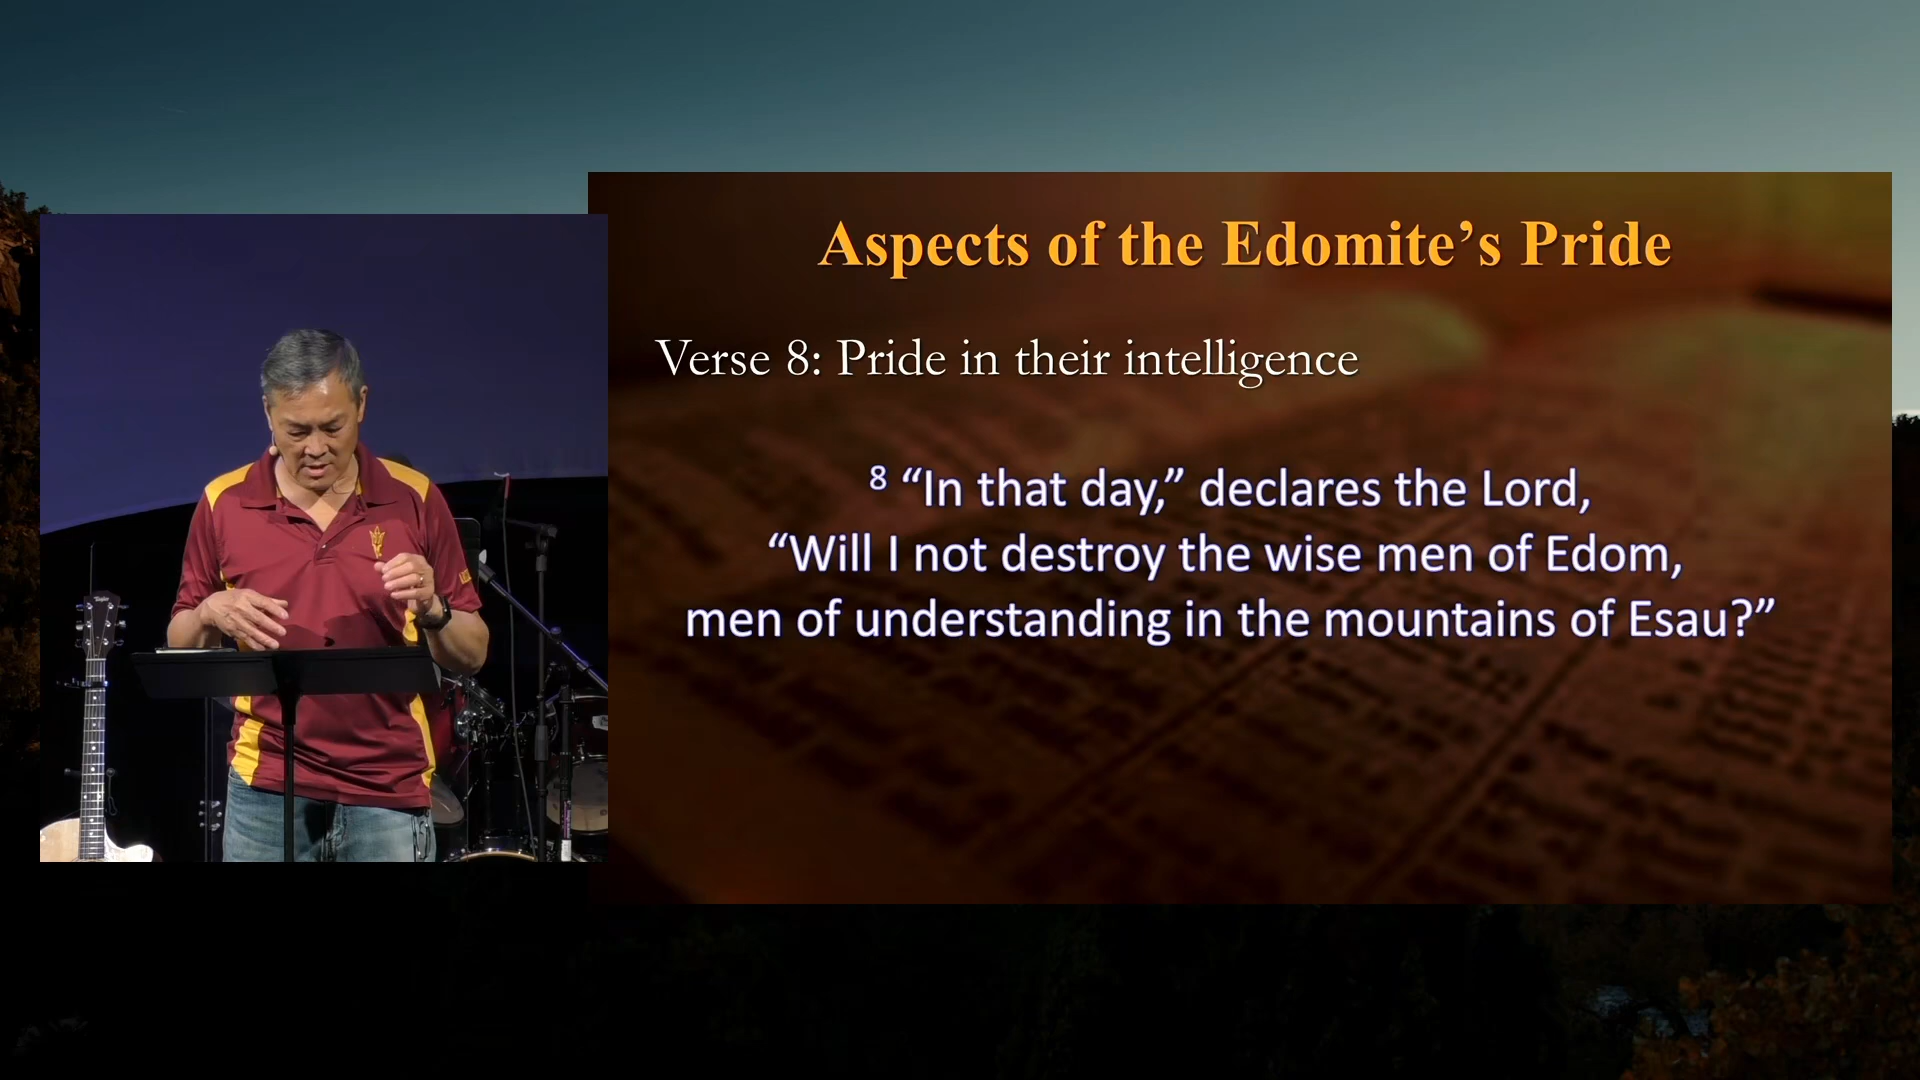 Aspects of the Edomite’s Pride
Verse 8: Pride in their intelligence
8 “In that day,” declares the Lord,
“Will I not destroy the wise men of Edom,
men of understanding in the mountains of Esau?”